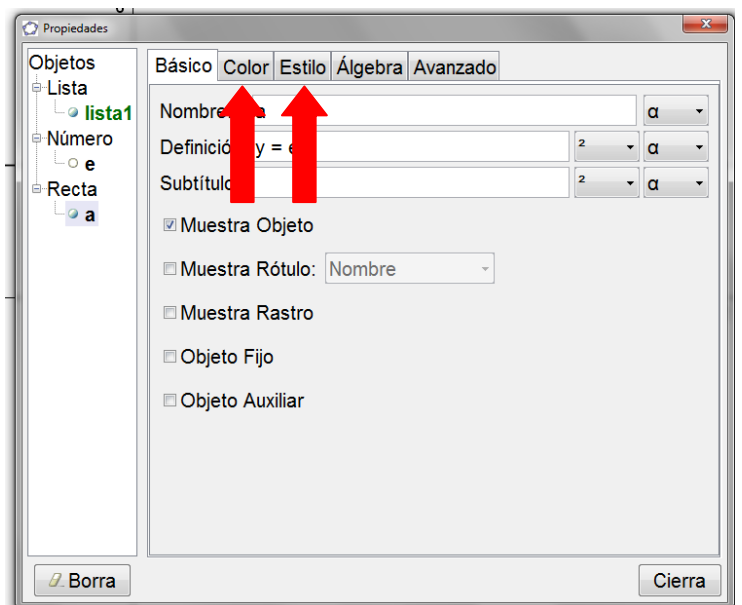 Propiedades
Objetos
Lista
lista1
Número
e
Recta
a
Básico Color Estilo Álgebra Avanzado
Nombre a α
Definició y = e ² α
Subtítulo ² α
Muestra Objeto
Muestra Rótulo: Nombre
Muestra Rastro
Objeto Fijo
Objeto Auxiliar
Borra
Cierra